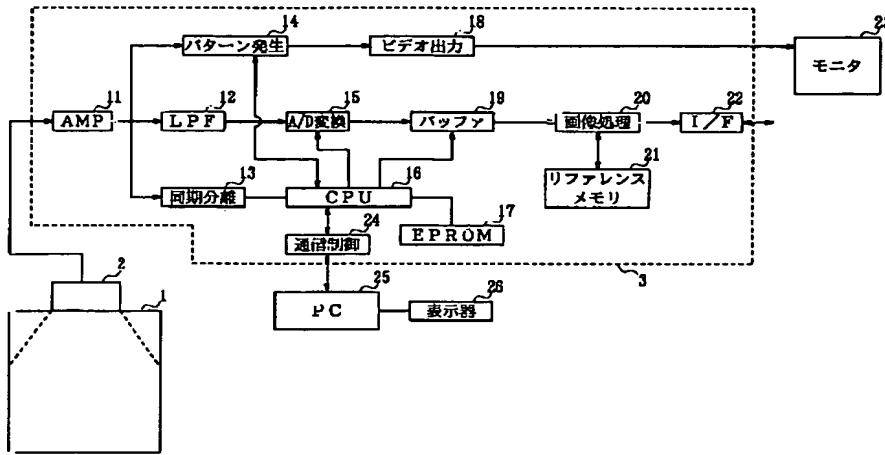 14
パターン発生
18
ビデオ出力
23
モニタ
11
AMP
12
LPF
15
A/D変換
19
バッファ
20
画像処理
22
I/F
13
同期分離
16
CPU
21
リファレンス
メモリ
17
EPROM
24
通信制御
3
2
25
PC
26
表示器
1